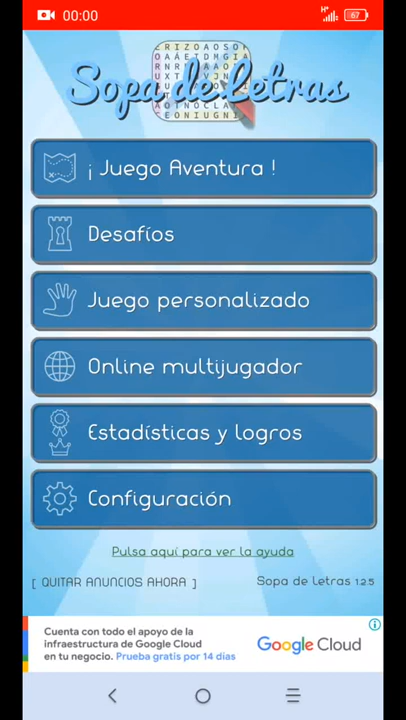 00:00
H+
67
Sopa de Letras
¡ Juego Aventura !
Desafíos
Juego personalizado
Online multijugador
Estadísticas y logros
Configuración
Pulsa aquí para ver la ayuda
[ QUITAR ANUNCIOS AHORA ]
Sopa de Letras 1.2.5
Cuenta con todo el apoyo de la
infraestructura de Google Cloud
en tu negocio. Prueba gratis por 14 días
Google Cloud